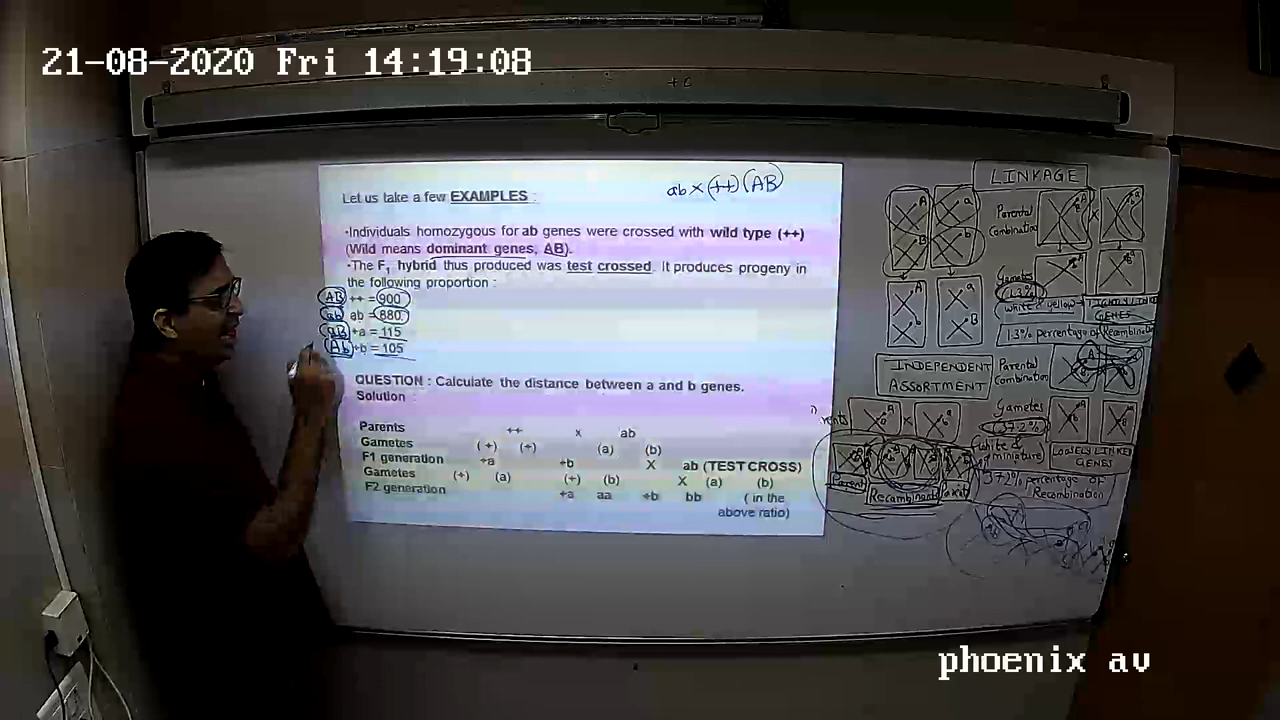 21-08-2020 Fri 14:19:08
+c
Let us take a few EXAMPLES :
ab x (++) (AB)
•Individuals homozygous for ab genes were crossed with wild type (++)
(Wild means dominant genes, AB).
•The F1 hybrid thus produced was test crossed. It produces progeny in
the following proportion :
AB ++ = 900
ab ab = 880
aB +a = 115
Ab +b = 105
QUESTION : Calculate the distance between a and b genes.
Solution
Parents ++ x ab
Gametes (+) (+) (a) (b)
F1 generation +a +b X ab (TEST CROSS)
Gametes (+) (a) (+) (b) X (a) (b)
F2 generation +a aa +b bb ( in the
above ratio)
LINKAGE
Parental
Combination
Gametes
1.3%
White & yellow
TIGHTLY LINKED
GENES
1.3% percentage of Recombination
INDEPENDENT
ASSORTMENT
Parental
Combination
Gametes
37.2%
White &
miniature
LOOSELY LINKED
GENES
37.2% percentage of
Recombination
Parent
Recombinants
phoenix av